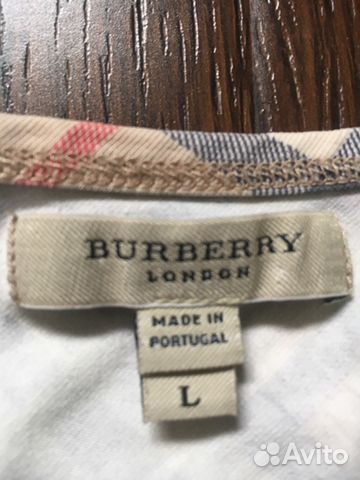 BURBERRY
LONDON
MADE IN
PORTUGAL
L
Avito